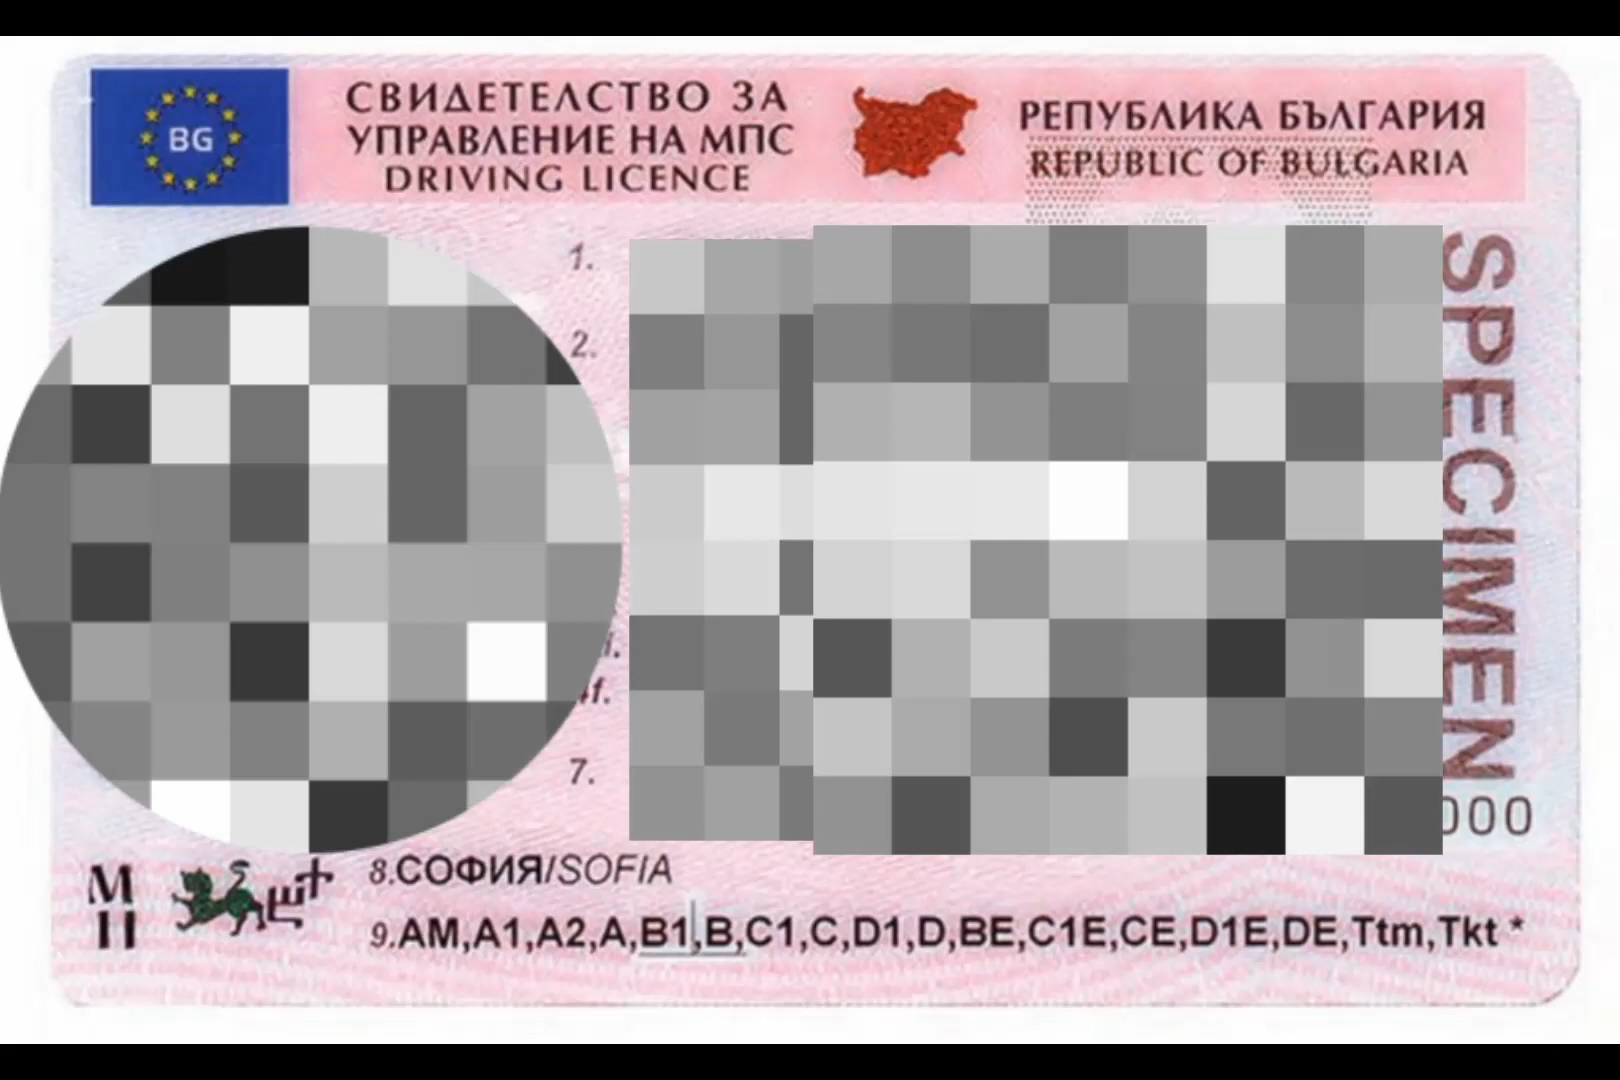 BG
СВИДЕТЕЛСТВО ЗА
УПРАВЛЕНИЕ НА МПС
DRIVING LICENCE
РЕПУБЛИКА БЪЛГАРИЯ
REPUBLIC OF BULGARIA
1.
2.
7.
SPECIMEN
000
8.СОФИЯ/SOFIA
9.AM,A1,A2,A,B1,B,C1,C,D1,D,BE,C1E,CE,D1E,DE,Ttm,Tkt *